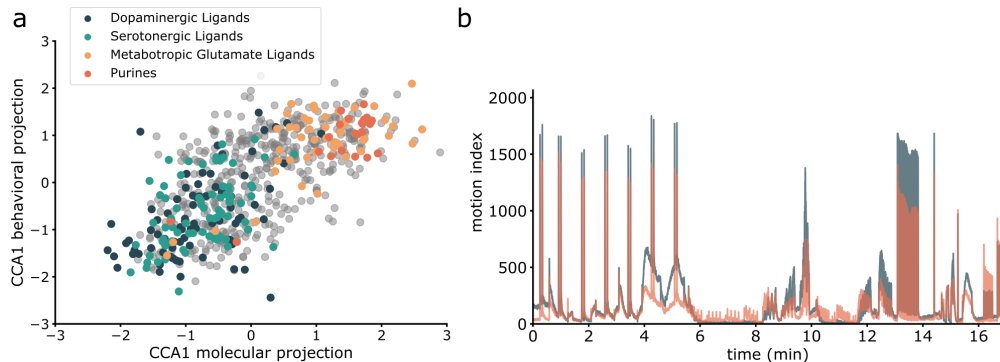 a
Dopaminergic Ligands
Serotonergic Ligands
Metabotropic Glutamate Ligands
Purines
CCA1 behavioral projection
3
2
1
0
−1
−2
−3
−3 −2 −1 0 1 2 3
CCA1 molecular projection
b
motion index
2000
1500
1000
500
0
0 2 4 6 8 10 12 14 16
time (min)